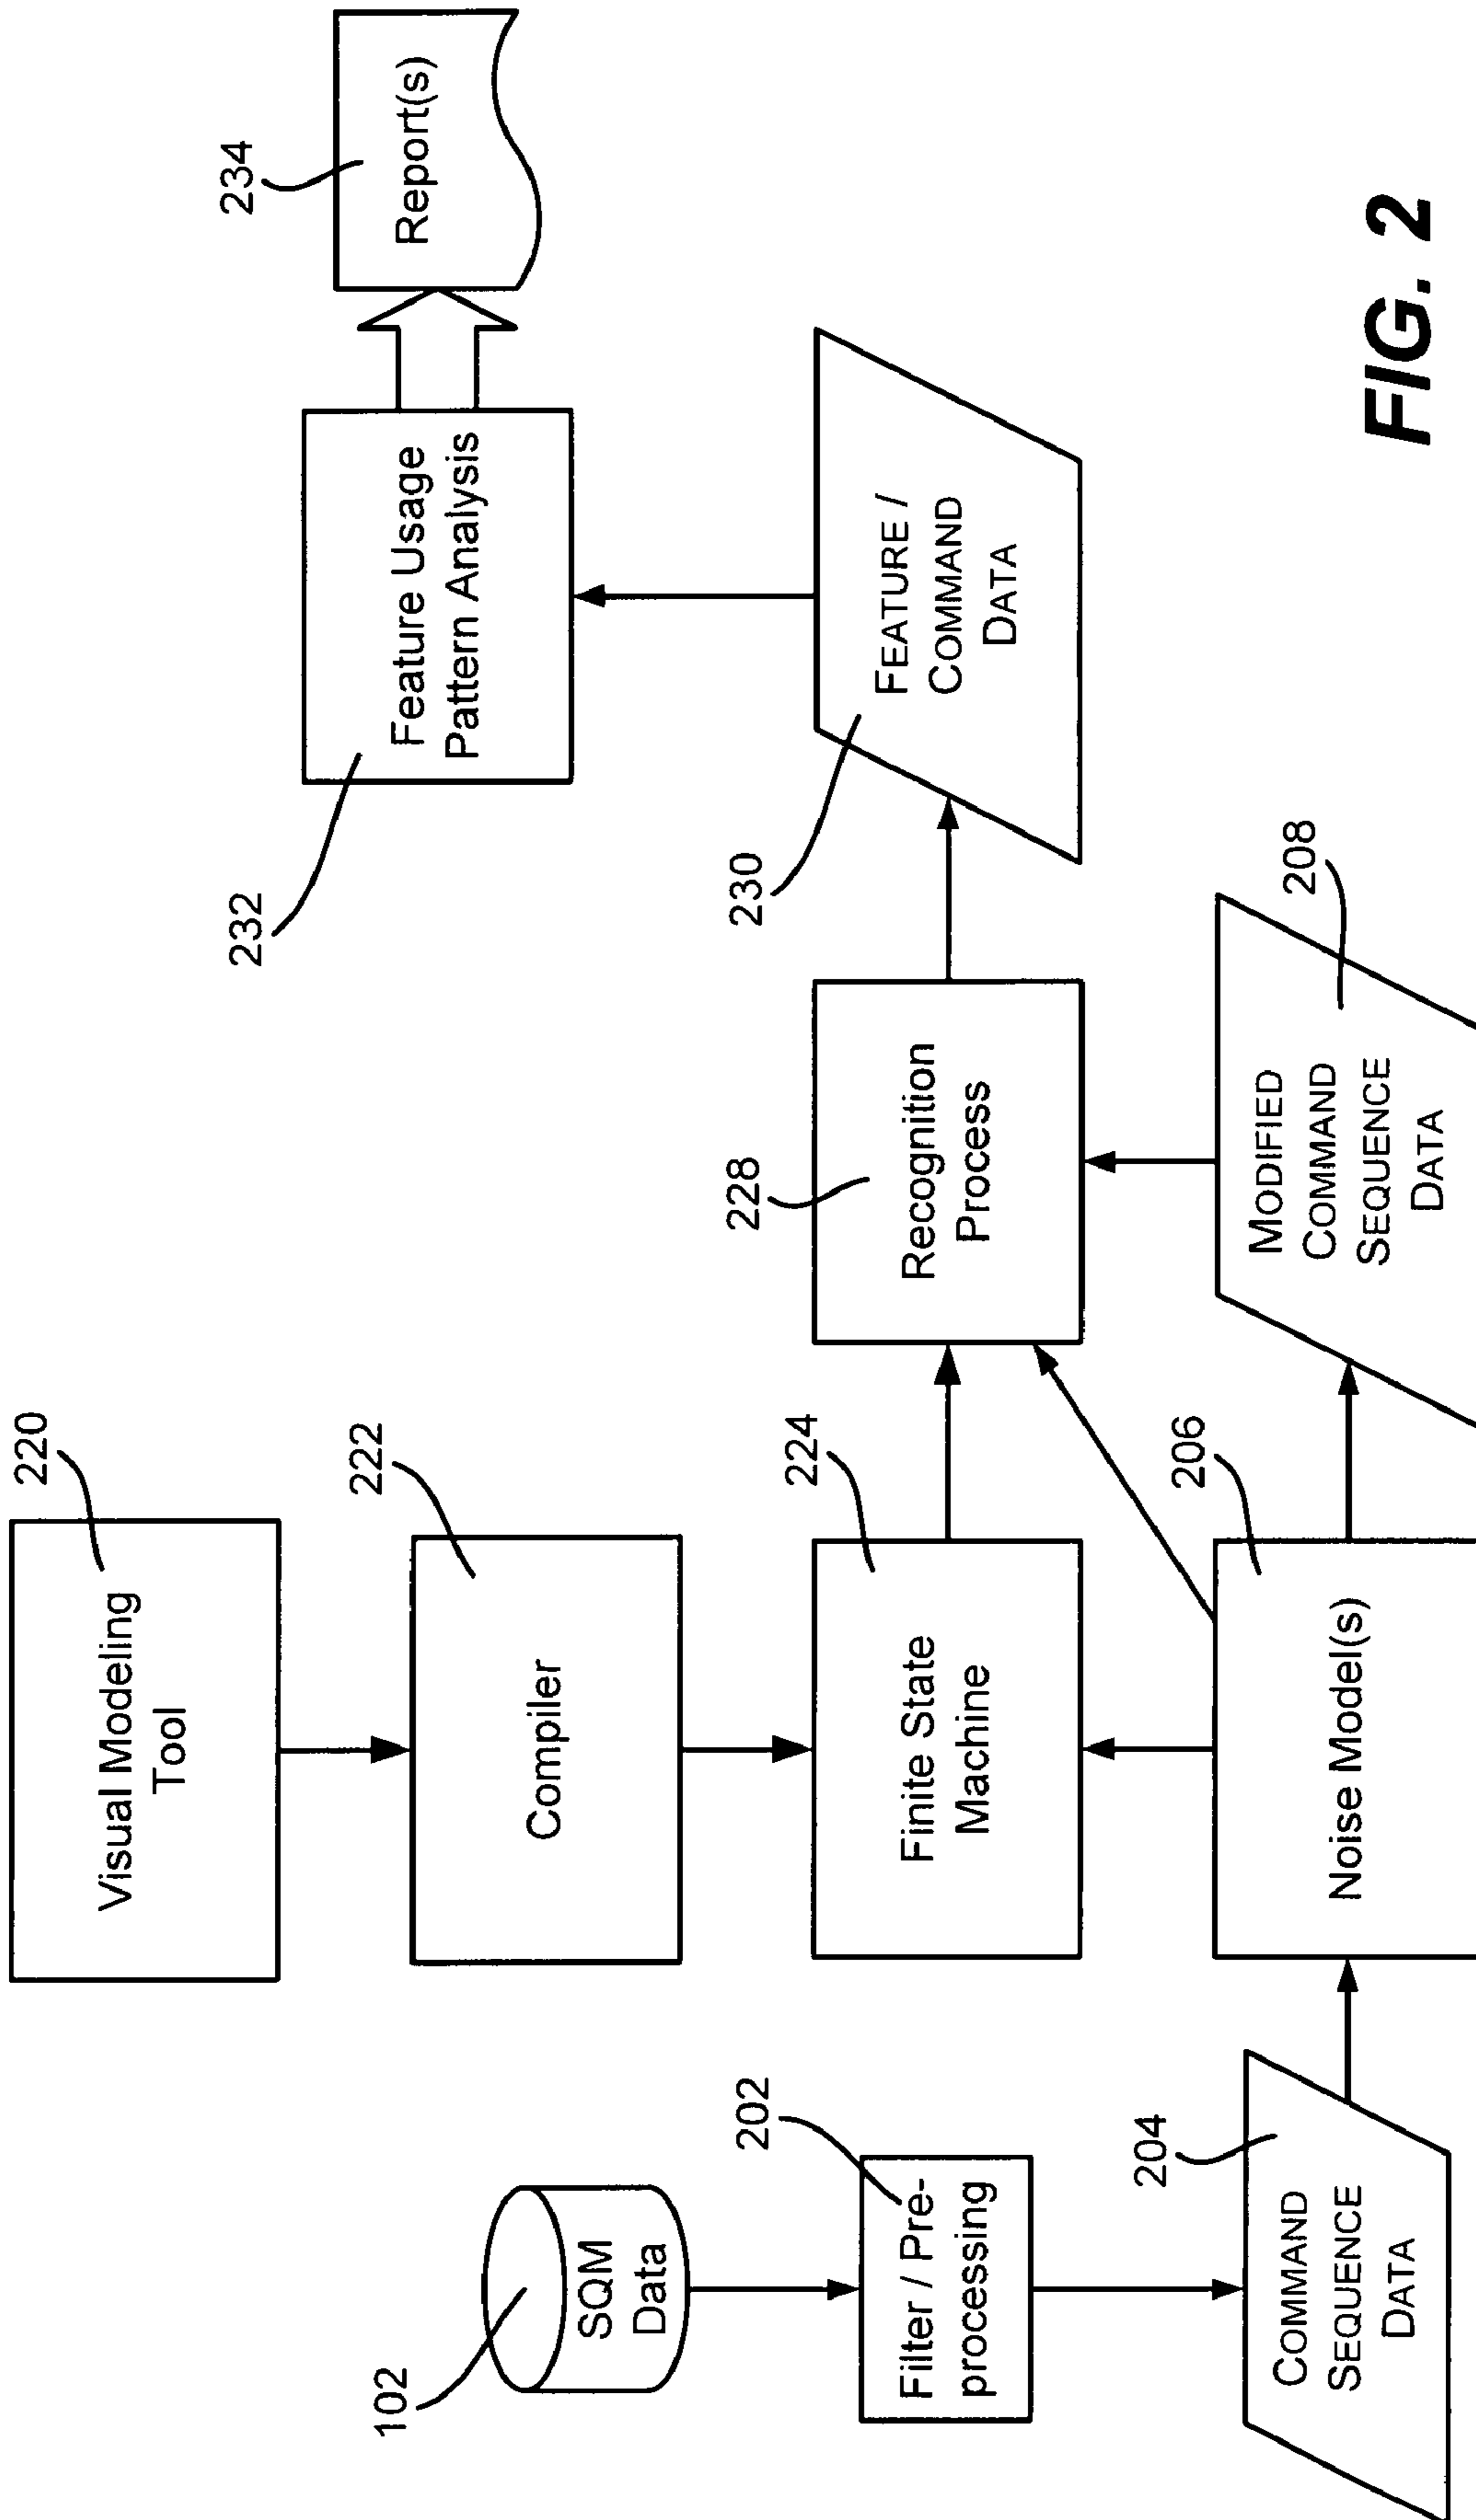 220
Visual Modeling
Tool
234
Report(s)
232
Feature Usage
Pattern Analysis
222
Compiler
102
SQM
Data
202
Filter / Pre-
processing
224
Finite State
Machine
228
Recognition
Process
230
FEATURE /
COMMAND
DATA
204
COMMAND
SEQUENCE
DATA
206
Noise Model(s)
208
MODIFIED
COMMAND
SEQUENCE
DATA
FIG. 2